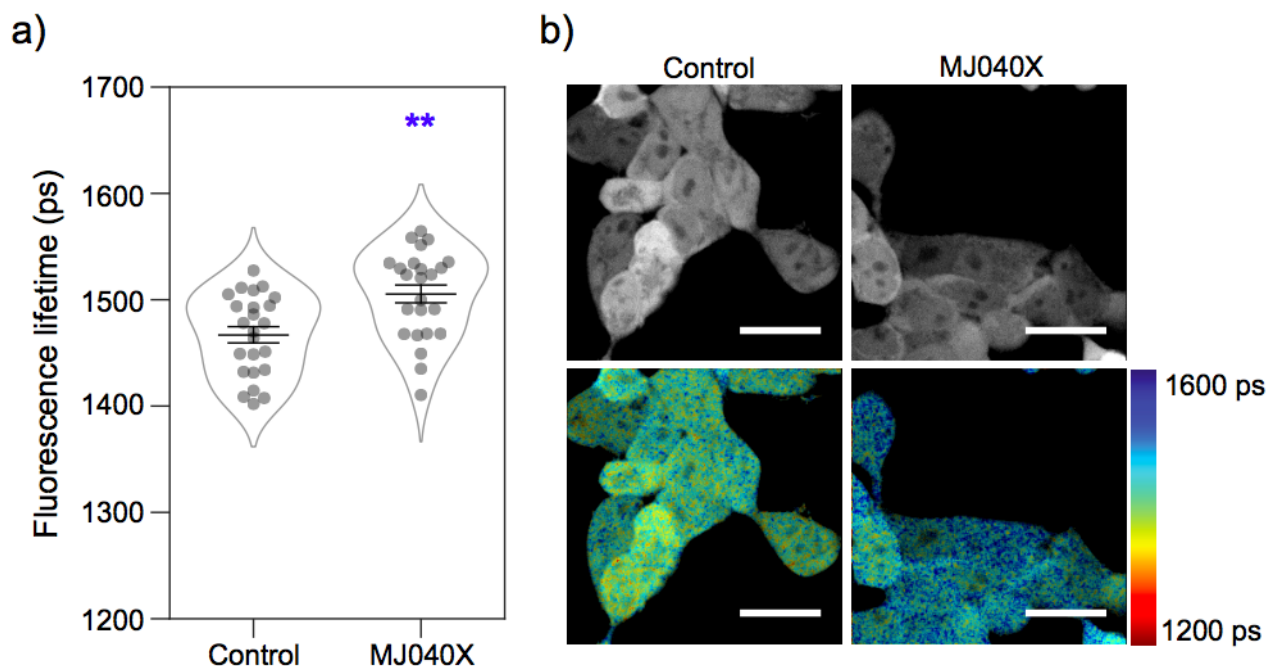 a)
1700
1600
1500
1400
1300
1200
Fluorescence lifetime (ps)
**
Control
MJ040X
b)
Control
MJ040X
1600 ps
1200 ps